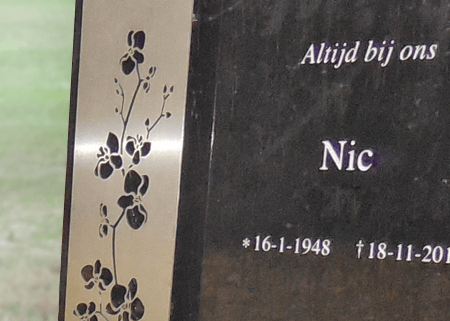 Altijd bij ons
Nic
*16-1-1948 †18-11-201